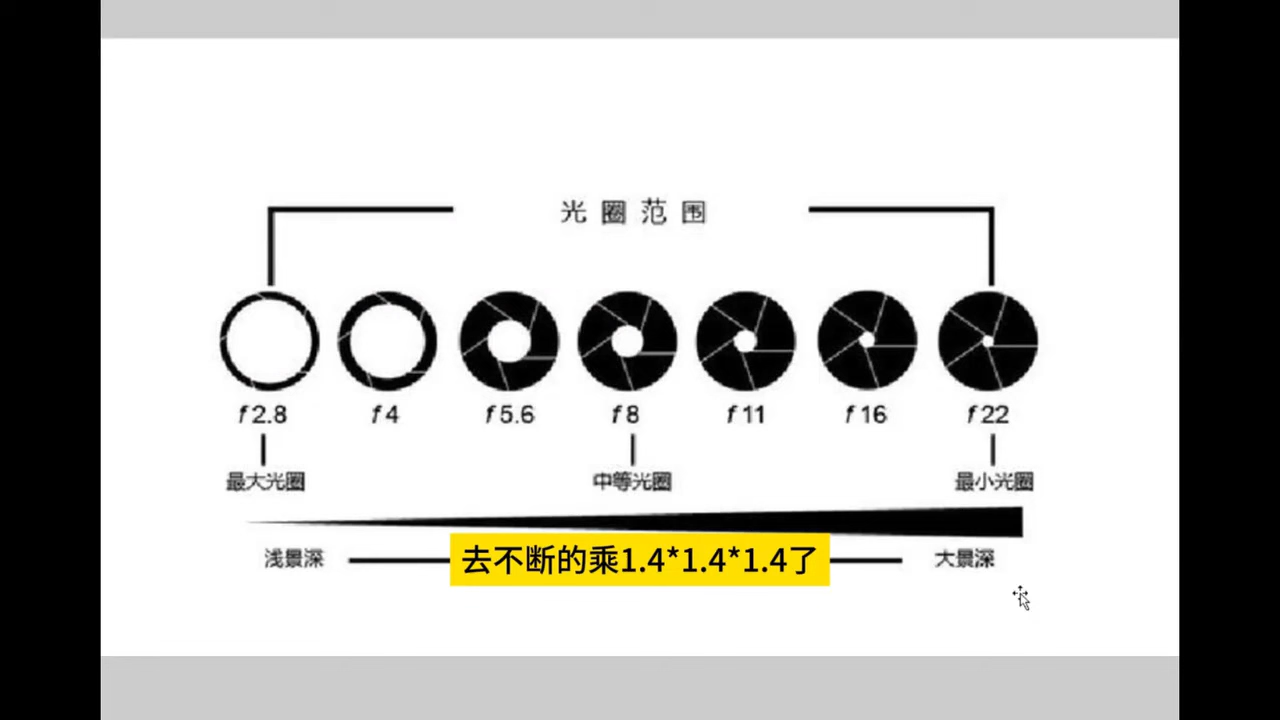 光圈范围
f2.8 f4 f5.6 f8 f11 f16 f22
最大光圈 中等光圈 最小光圈
浅景深 大景深
去不断的乘1.4*1.4*1.4了